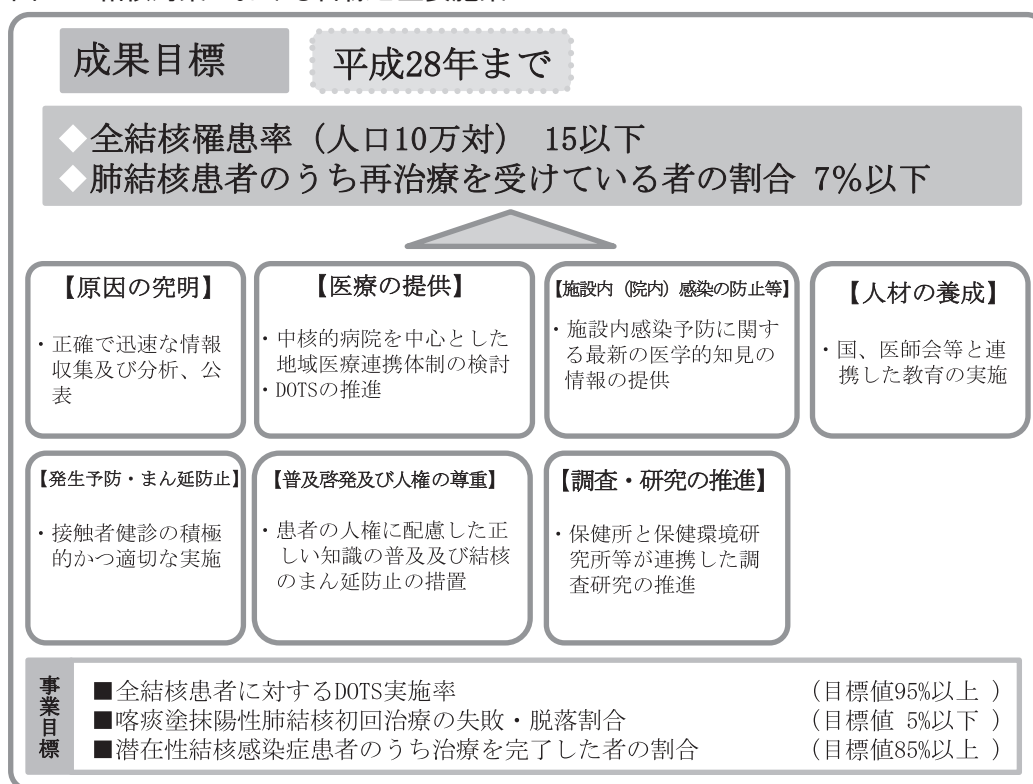 成果目標
平成28年まで
◆全結核罹患率（人口10万対） 15以下
◆肺結核患者のうち再治療を受けている者の割合 7%以下
【原因の究明】
・正確で迅速な情報
収集及び分析、公
表
【医療の提供】
・中核的病院を中心とした
地域医療連携体制の検討
・DOTSの推進
【施設内（院内）感染の防止等】
・施設内感染予防に関す
る最新の医学的知見の
情報の提供
【人材の養成】
・国、医師会等と連
携した教育の実施
【発生予防・まん延防止】
・接触者健診の積極
的かつ適切な実施
【普及啓発及び人権の尊重】
・患者の人権に配慮した正
しい知識の普及及び結核
のまん延防止の措置
【調査・研究の推進】
・保健所と保健環境研
究所等が連携した調
査研究の推進
事業目標
■全結核患者に対するDOTS実施率 （目標値95%以上 ）
■喀痰塗抹陽性肺結核初回治療の失敗・脱落割合 （目標値 5%以下 ）
■潜在性結核感染症患者のうち治療を完了した者の割合 （目標値85%以上 ）